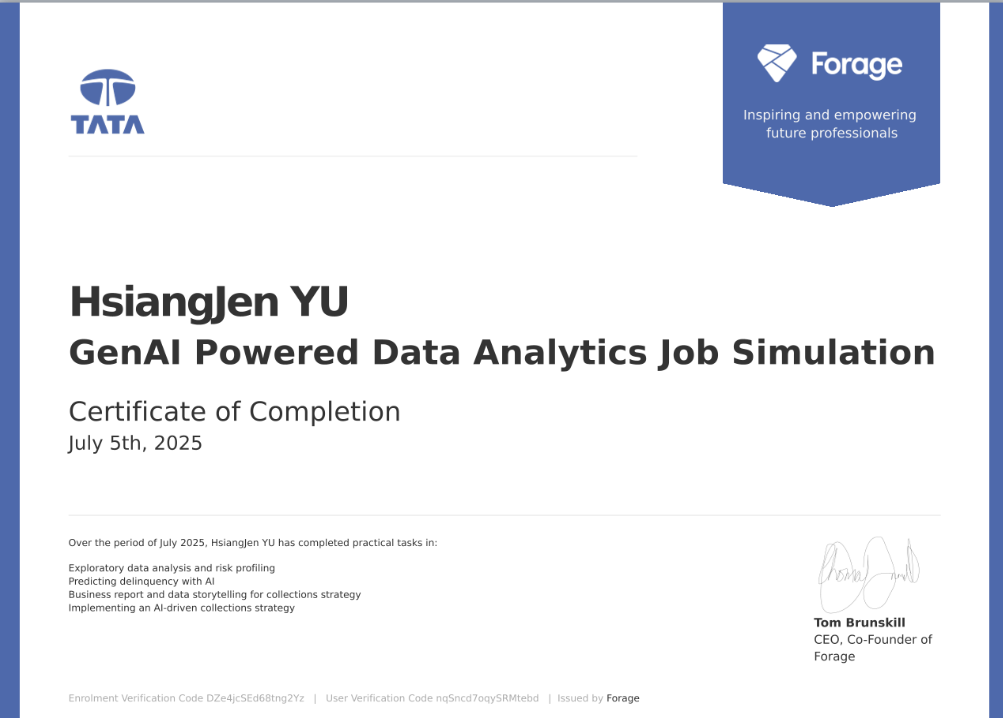 TATA
Forage
Inspiring and empowering
future professionals
HsiangJen YU
GenAI Powered Data Analytics Job Simulation
Certificate of Completion
July 5th, 2025
Over the period of July 2025, HsiangJen YU has completed practical tasks in:
Exploratory data analysis and risk profiling
Predicting delinquency with AI
Business report and data storytelling for collections strategy
Implementing an AI-driven collections strategy
Tom Brunskill
CEO, Co-Founder of
Forage
Enrolment Verification Code DZe4jcSEd68tng2Yz | User Verification Code nqSncd7oqySRMtebd | Issued by Forage